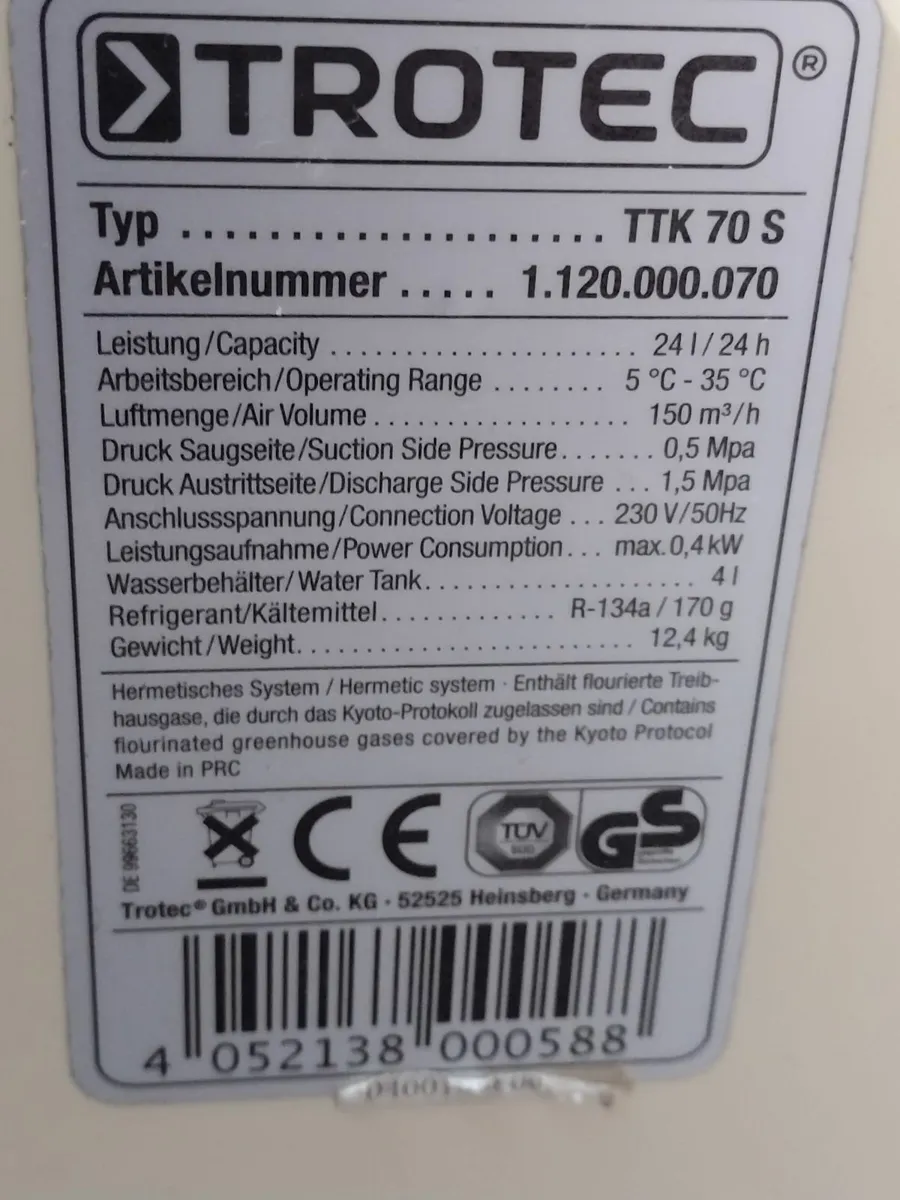 TROTEC®
Typ ..................... TTK 70 S
Artikelnummer ..... 1.120.000.070
Leistung/Capacity ...................... 24 l / 24 h
Arbeitsbereich/Operating Range ........ 5 °C - 35 °C
Luftmenge/Air Volume .................. 150 m³/h
Druck Saugseite/Suction Side Pressure....... 0,5 Mpa
Druck Austrittseite/Discharge Side Pressure ... 1,5 Mpa
Anschlussspannung/Connection Voltage ... 230 V/50Hz
Leistungsaufnahme/Power Consumption... max. 0,4 kW
Wasserbehälter/Water Tank....................... 4 l
Refrigerant/Kältemittel.............. R-134a / 170 g
Gewicht/Weight......................... 12,4 kg
Hermetisches System / Hermetic system · Enthält flourierte Treib-
hausgase, die durch das Kyoto-Protokoll zugelassen sind / Contains
flourinated greenhouse gases covered by the Kyoto Protocol
Made in PRC
DE 99663130
CE TÜV GS
Trotec® GmbH & Co. KG · 52525 Heinsberg · Germany
4 052138 000588